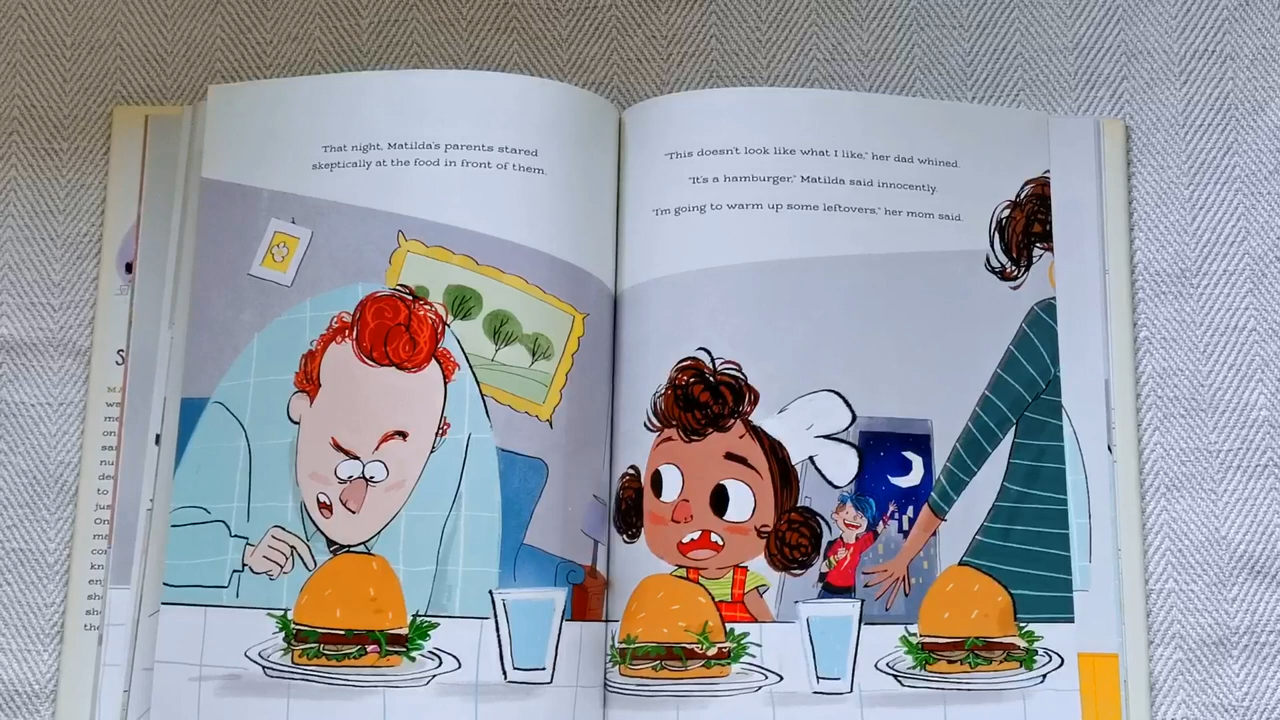 That night, Matilda's parents stared
skeptically at the food in front of them.
"This doesn't look like what I like," her dad whined.
"It's a hamburger," Matilda said innocently.
"I'm going to warm up some leftovers," her mom said.